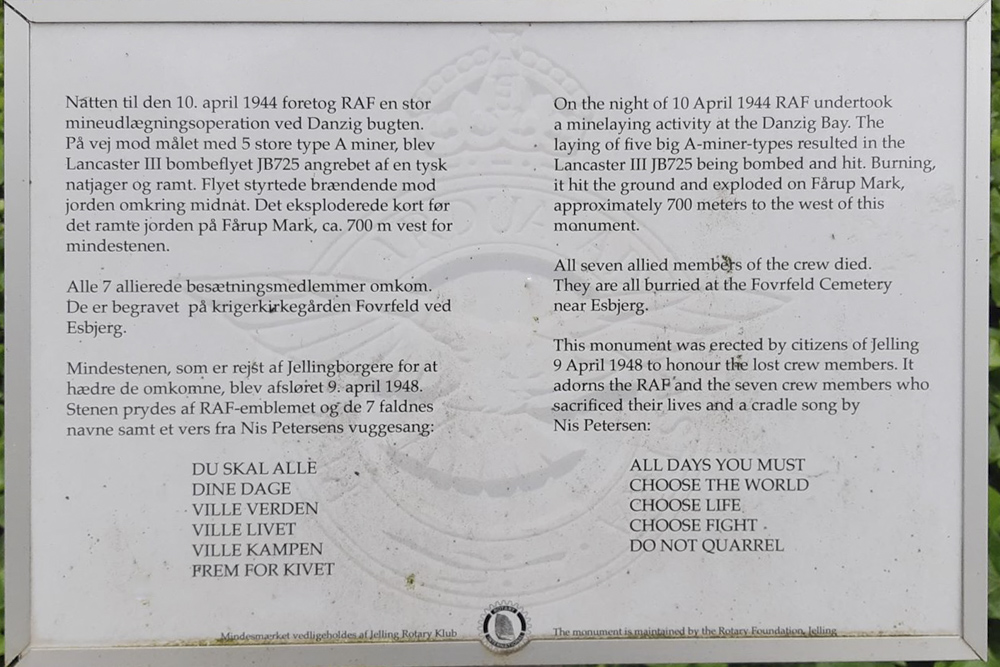 Natten til den 10. april 1944 foretog RAF en stor
mineudlægningsoperation ved Danzig bugten.
På vej mod målet med 5 store type A miner, blev
Lancaster III bombeflyet JB725 angrebet af en tysk
natjager og ramt. Flyet styrtede brændende mod
jorden omkring midnat. Det eksploderede kort før
det ramte jorden på Fårup Mark, ca. 700 m vest for
mindestenen.
Alle 7 allierede besætningsmedlemmer omkom.
De er begravet på krigerkirkegården Fovrfeld ved
Esbjerg.
Mindestenen, som er rejst af Jellingborgere for at
hædre de omkomne, blev afsløret 9. april 1948.
Stenen prydes af RAF-emblemet og de 7 faldnes
navne samt et vers fra Nis Petersens vuggesang:
DU SKAL ALLE
DINE DAGE
VILLE VERDEN
VILLE LIVET
VILLE KAMPEN
FREM FOR KIVET
Mindesmærket vedligeholdes af Jelling Rotary Klub
On the night of 10 April 1944 RAF undertook
a minelaying activity at the Danzig Bay. The
laying of five big A-miner-types resulted in the
Lancaster III JB725 being bombed and hit. Burning,
it hit the ground and exploded on Fårup Mark,
approximately 700 meters to the west of this
monument.
All seven allied members of the crew died.
They are all burried at the Fovrfeld Cemetery
near Esbjerg.
This monument was erected by citizens of Jelling
9 April 1948 to honour the lost crew members. It
adorns the RAF and the seven crew members who
sacrificed their lives and a cradle song by
Nis Petersen:
ALL DAYS YOU MUST
CHOOSE THE WORLD
CHOOSE LIFE
CHOOSE FIGHT
DO NOT QUARREL
The monument is maintained by the Rotary Foundation, Jelling
ROTARY
INTERNATIONAL